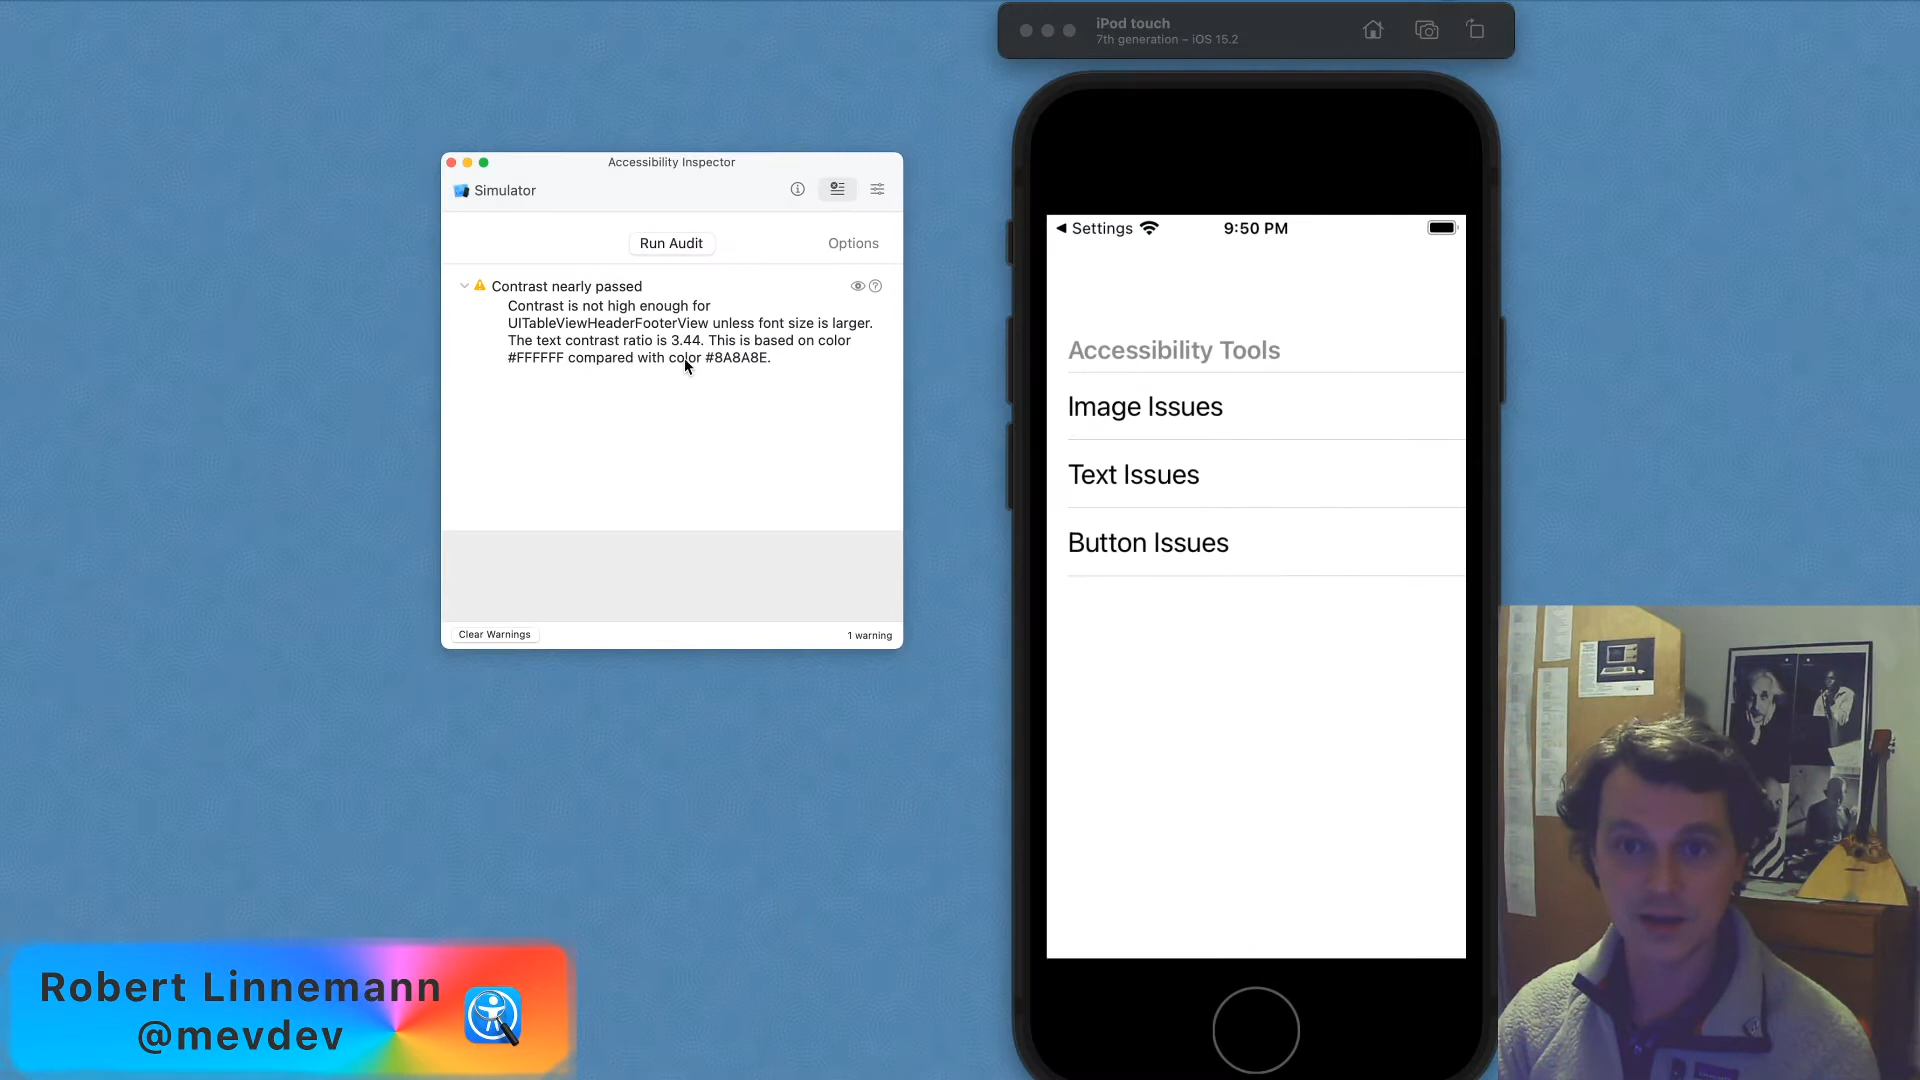 iPod touch
7th generation – iOS 15.2
Accessibility Inspector
Simulator
Run Audit
Options
Contrast nearly passed
Contrast is not high enough for
UITableViewHeaderFooterView unless font size is larger.
The text contrast ratio is 3.44. This is based on color
#FFFFFF compared with color #8A8A8E.
Clear Warnings
1 warning
Settings
9:50 PM
Accessibility Tools
Image Issues
Text Issues
Button Issues
Robert Linnemann
@mevdev